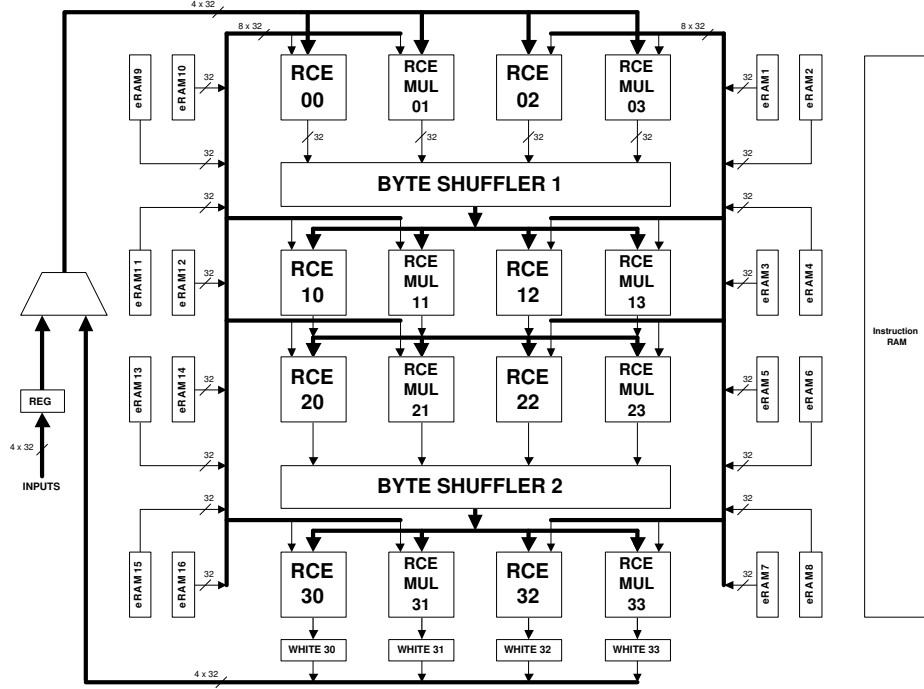 4 x 32
8 x 32
8 x 32
eRAM9
eRAM10
32
RCE
00
RCE
MUL
01
RCE
02
RCE
MUL
03
32
eRAM1
eRAM2
32
32
32
32
32
32
BYTE SHUFFLER 1
32
32
eRAM11
eRAM12
32
RCE
10
RCE
MUL
11
RCE
12
RCE
MUL
13
32
eRAM3
eRAM4
Instruction
RAM
eRAM13
eRAM14
32
RCE
20
RCE
MUL
21
RCE
22
RCE
MUL
23
32
eRAM5
eRAM6
REG
4 x 32
INPUTS
32
32
BYTE SHUFFLER 2
32
32
eRAM15
eRAM16
32
RCE
30
RCE
MUL
31
RCE
32
RCE
MUL
33
32
eRAM7
eRAM8
WHITE 30
WHITE 31
WHITE 32
WHITE 33
4 x 32